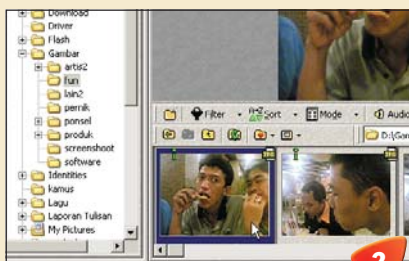 Download
Driver
Flash
Gambar
artis2
fun
lain2
pernik
ponsel
produk
screenshoot
software
Identities
kamus
Lagu
Laporan Tulisan
My Pictures
Filter Sort Mode Audio
D:\Gam
2